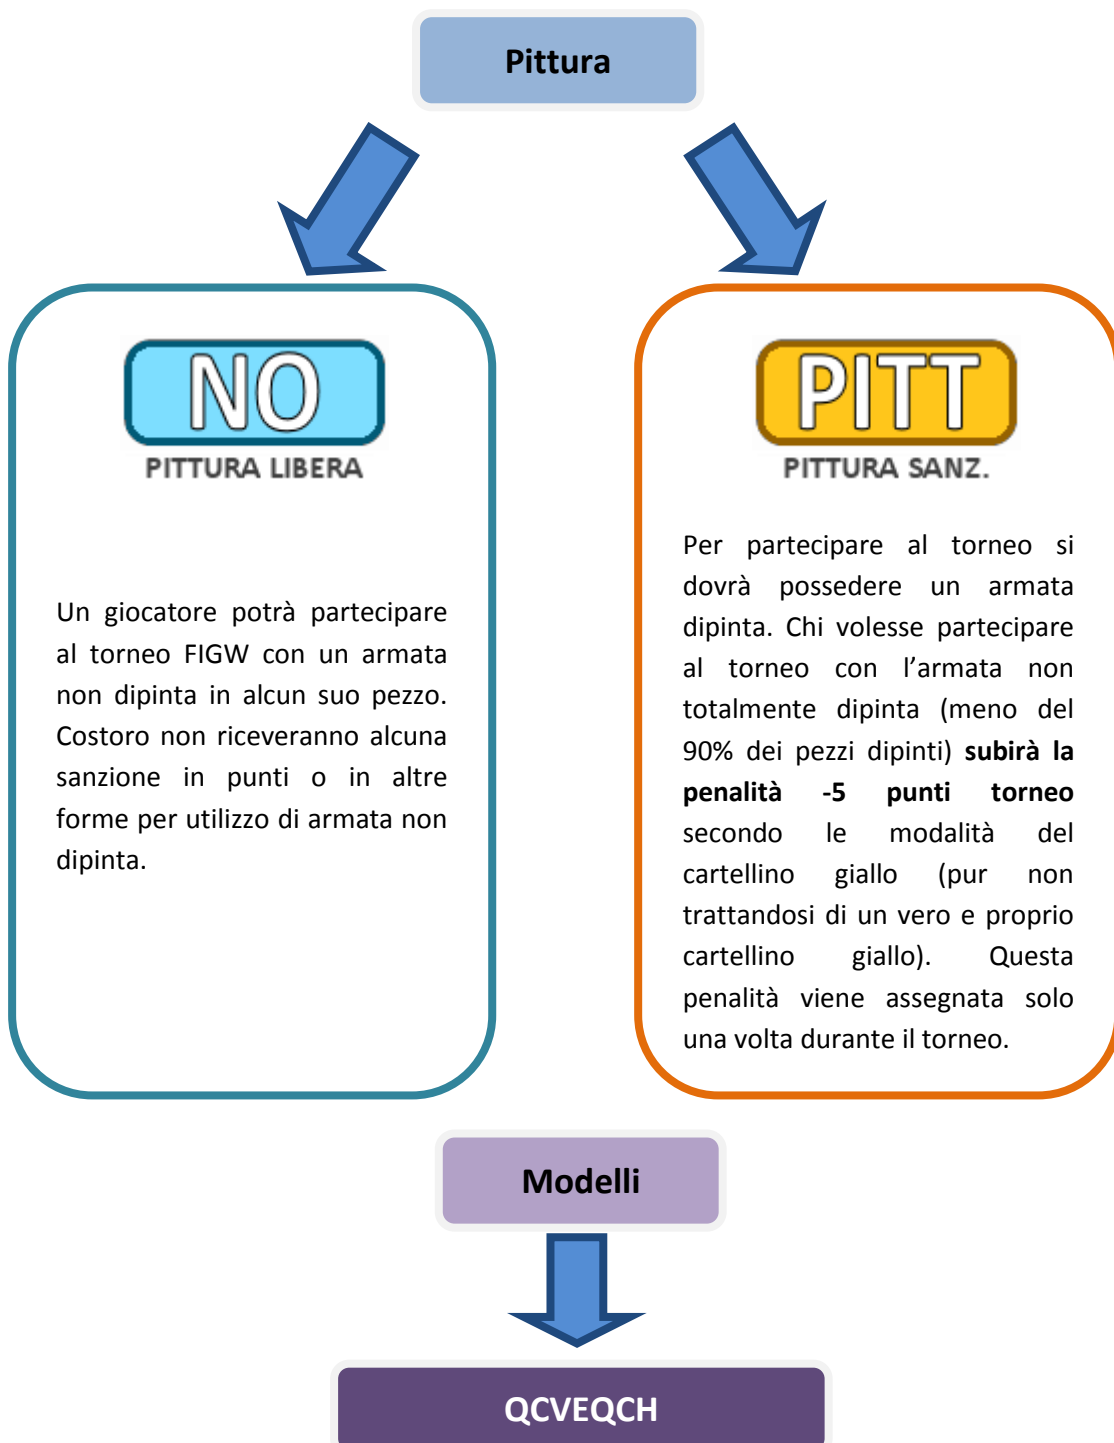 Pittura
NO
PITTURA LIBERA
Un giocatore potrà partecipare
al torneo FIGW con un armata
non dipinta in alcun suo pezzo.
Costoro non riceveranno alcuna
sanzione in punti o in altre
forme per utilizzo di armata non
dipinta.
PITT
PITTURA SANZ.
Per partecipare al torneo si
dovrà possedere un armata
dipinta. Chi volesse partecipare
al torneo con l’armata non
totalmente dipinta (meno del
90% dei pezzi dipinti) subirà la
penalità -5 punti torneo
secondo le modalità del
cartellino giallo (pur non
trattandosi di un vero e proprio
cartellino giallo). Questa
penalità viene assegnata solo
una volta durante il torneo.
Modelli
QCVEQCH